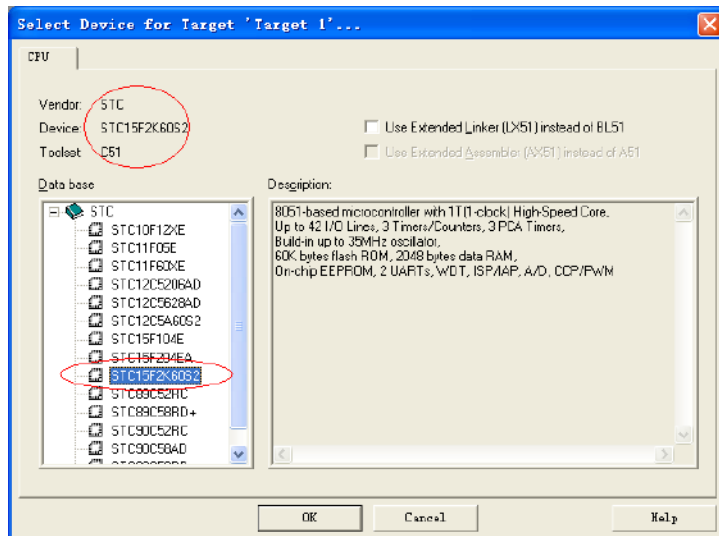 Select Device for Target 'Target 1'...
CPU
Vendor: STC
Device: STC15F2K60S2
Toolset: C51
Use Extended Linker (LX51) instead of BL51
Use Extended Assembler (AX51) instead of A51
Data base
Description:
STC
STC10F12XE
STC11F05E
STC11F60XE
STC12C5206AD
STC12C5628AD
STC12C5A60S2
STC15F104E
STC15F204EA
STC15F2K60S2
STC89C52RC
STC89C58RD+
STC90C52RC
STC90C58AD
8051-based microcontroller with 1T(1-clock) High-Speed Core.
Up to 42 I/O Lines, 3 Timers/Counters, 3 PCA Timers,
Build-in up to 35MHz oscillator,
60K bytes flash ROM, 2048 bytes data RAM,
On-chip EEPROM, 2 UARTs, WDT, ISP/IAP, A/D, CCP/PWM
OK
Cancel
Help